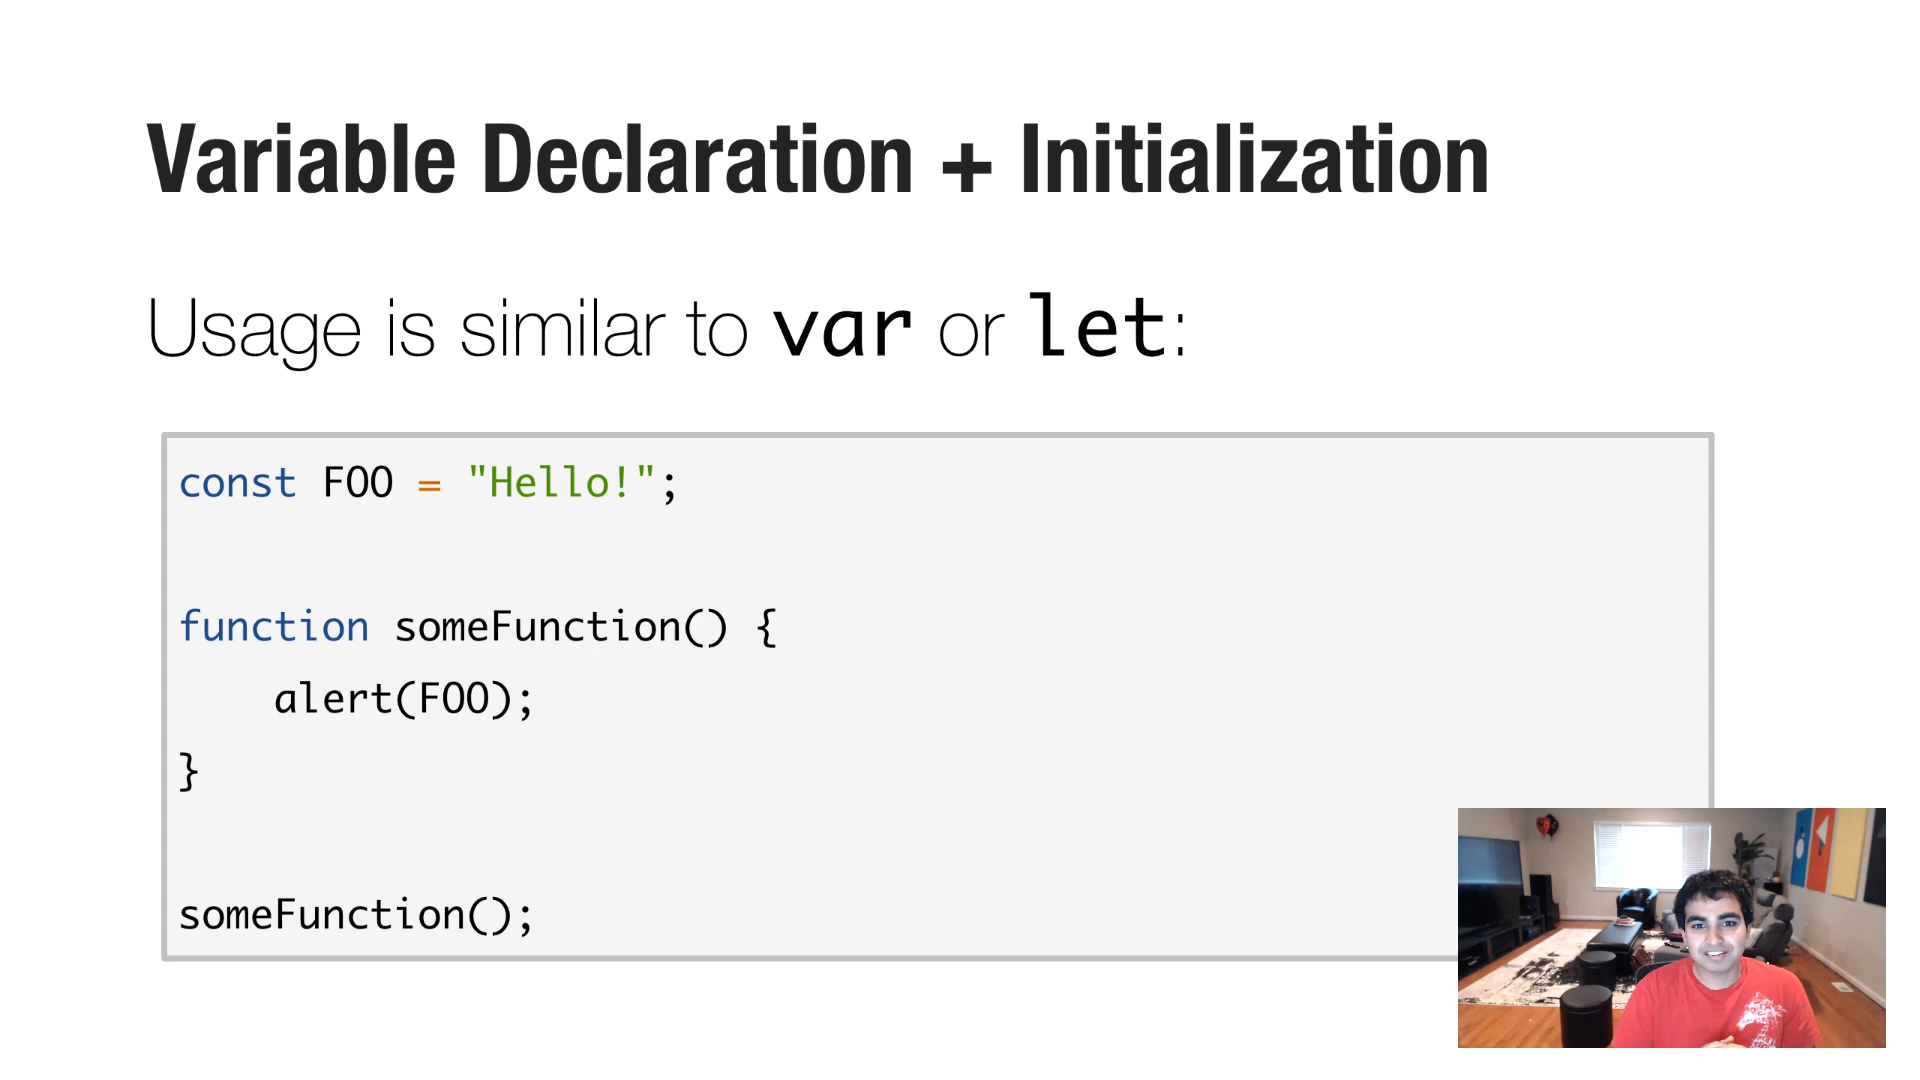 Variable Declaration + Initialization
Usage is similar to var or let:
const FOO = "Hello!";
function someFunction() {
    alert(FOO);
}
someFunction();